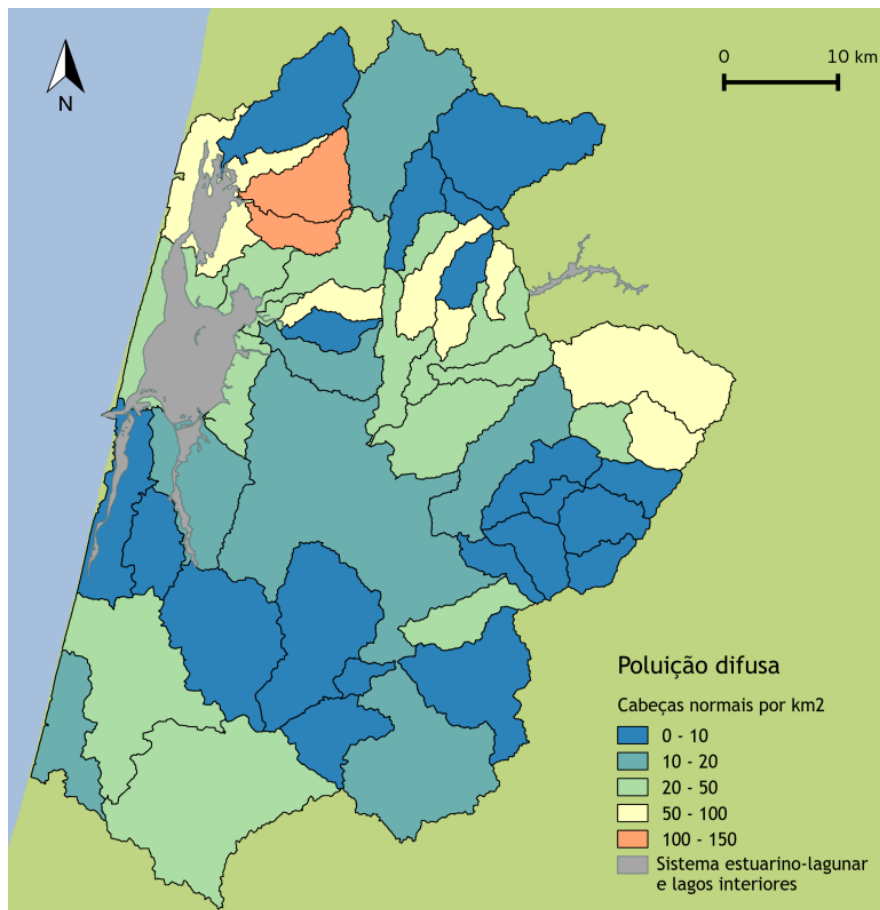 0 10 km
N
Poluição difusa
Cabeças normais por km2
0 - 10
10 - 20
20 - 50
50 - 100
100 - 150
Sistema estuarino-lagunar
e lagos interiores